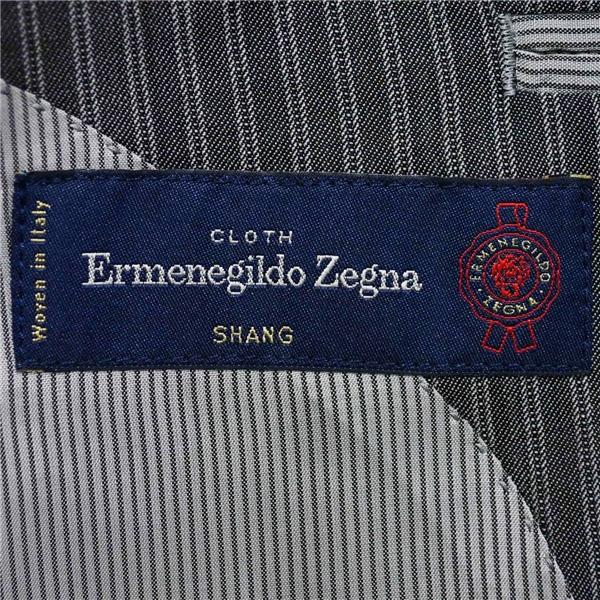 Woven in Italy
CLOTH
Ermenegildo Zegna
SHANG
ERMENEGILDO
ZEGNA